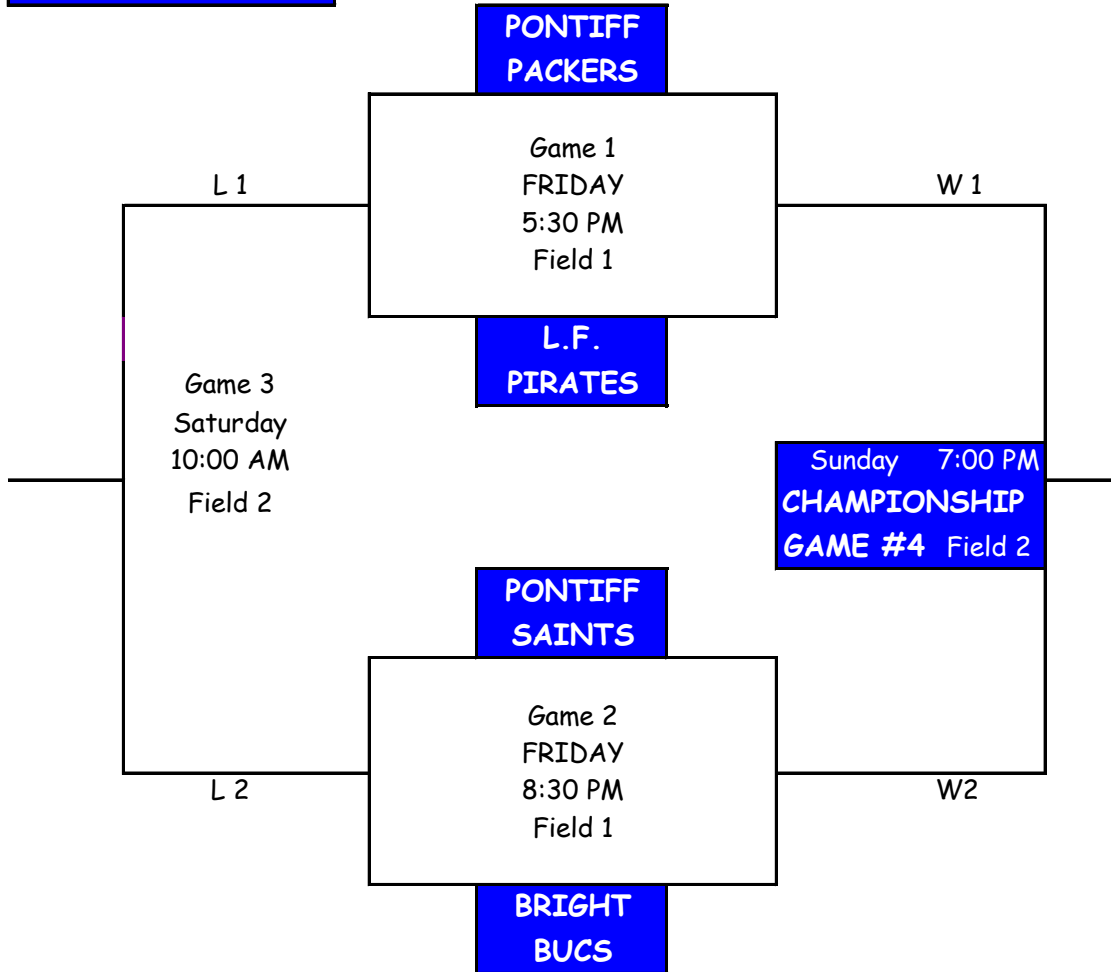 PONTIFF
PACKERS
Game 1
FRIDAY
5:30 PM
Field 1
L 1
W 1
L.F.
PIRATES
Game 3
Saturday
10:00 AM
Field 2
Sunday 7:00 PM
CHAMPIONSHIP
GAME #4 Field 2
PONTIFF
SAINTS
Game 2
FRIDAY
8:30 PM
Field 1
L 2
W2
BRIGHT
BUCS